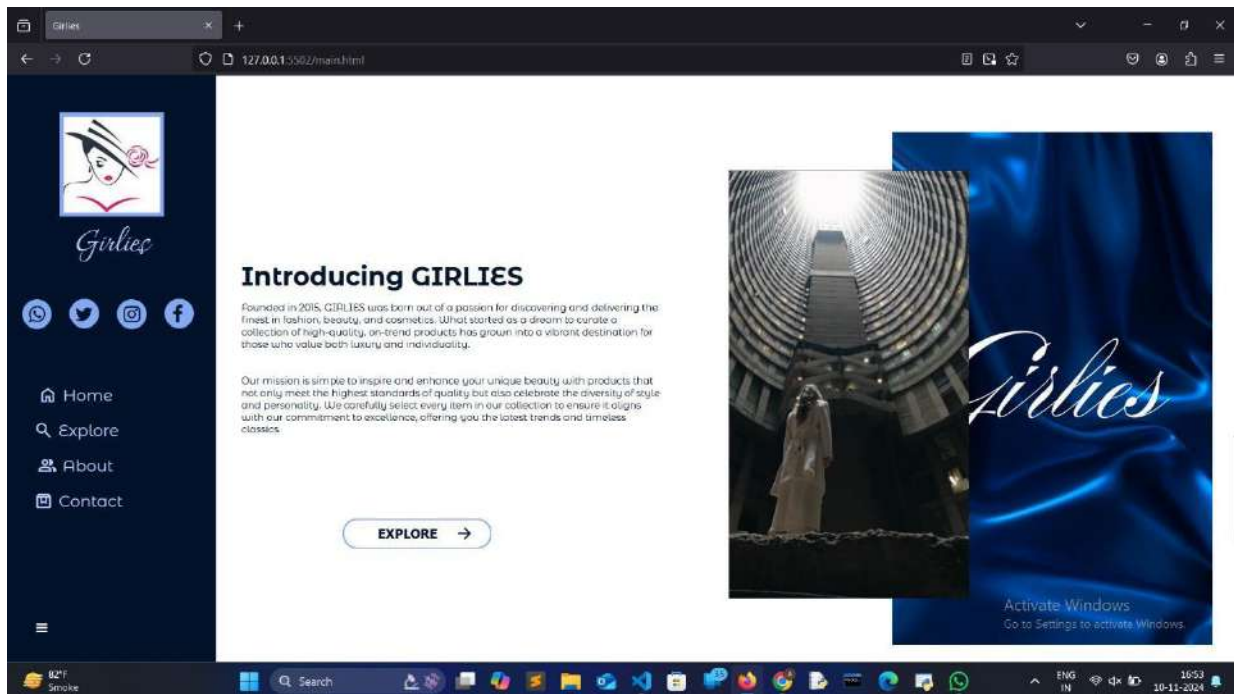 Girlies
127.0.0.1:5502/main.html
Girlies
Home
Explore
About
Contact
Introducing GIRLIES
Founded in 2015, GIRLIES was born out of a passion for discovering and delivering the
finest in fashion, beauty, and cosmetics. What started as a dream to curate a
collection of high-quality, on-trend products has grown into a vibrant destination for
those who value both luxury and individuality.
Our mission is simple to inspire and enhance your unique beauty with products that
not only meet the highest standards of quality but also celebrate the diversity of style
and personality. We carefully select every item in our collection to ensure it aligns
with our commitment to excellence, offering you the latest trends and timeless
classics.
EXPLORE
Girlies
Activate Windows
Go to Settings to activate Windows.
82°F
Smoke
Search
ENG
IN
16:53
10-11-2024